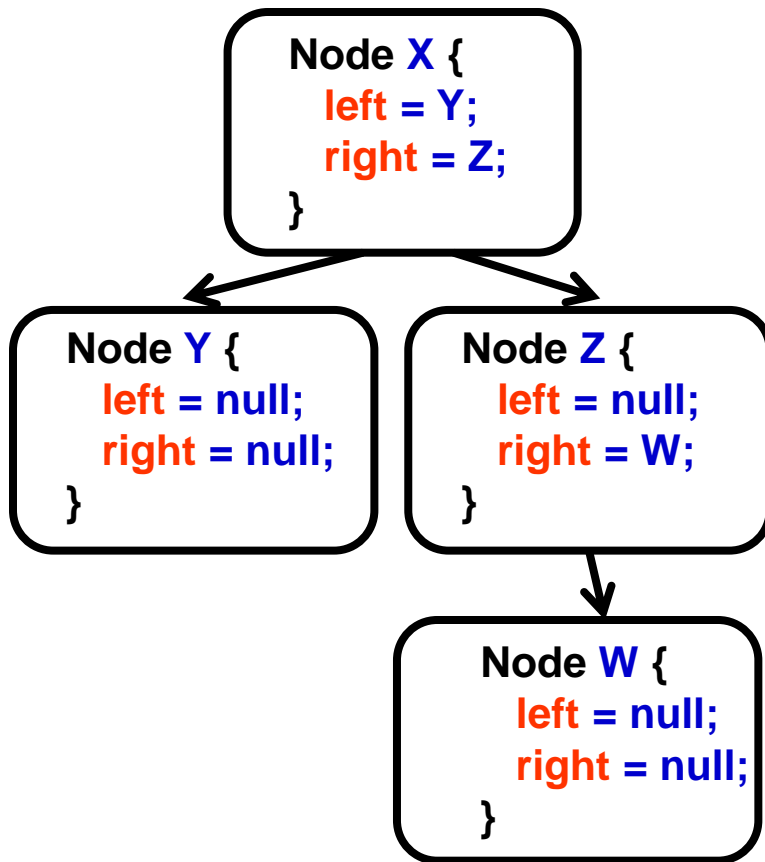 Node X {
left = Y;
right = Z;
}
Node Y {
left = null;
right = null;
}
Node Z {
left = null;
right = W;
}
Node W {
left = null;
right = null;
}